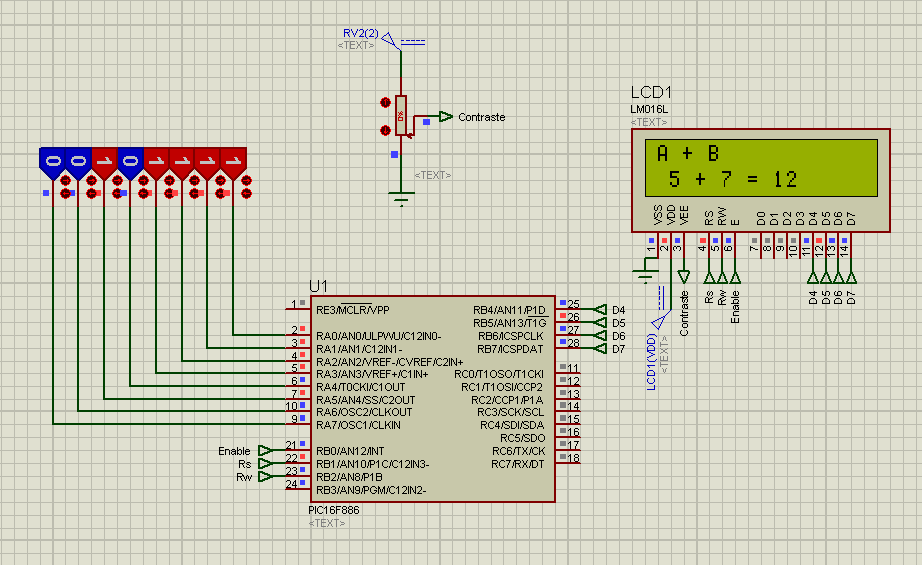 RV2(2)
<TEXT>
0%
Contraste
<TEXT>
0 0 1 0 1 1 1 1
LCD1
LM016L
<TEXT>
A + B
5 + 7 = 12
VSS VDD VEE RS RW E D0 D1 D2 D3 D4 D5 D6 D7
1 2 3 4 5 6 7 8 9 10 11 12 13 14
Contraste Rs Rw Enable D4 D5 D6 D7
LCD1(VDD)
<TEXT>
U1
1 RE3/MCLR/VPP
2 RA0/AN0/ULPWU/C12IN0-
3 RA1/AN1/C12IN1-
4 RA2/AN2/VREF-/CVREF/C2IN+
5 RA3/AN3/VREF+/C1IN+
6 RA4/T0CKI/C1OUT
7 RA5/AN4/SS/C2OUT
10 RA6/OSC2/CLKOUT
9 RA7/OSC1/CLKIN
Enable 21 RB0/AN12/INT
Rs 22 RB1/AN10/P1C/C12IN3-
Rw 23 RB2/AN8/P1B
24 RB3/AN9/PGM/C12IN2-
RB4/AN11/P1D 25 D4
RB5/AN13/T1G 26 D5
RB6/ICSPCLK 27 D6
RB7/ICSPDAT 28 D7
RC0/T1OSO/T1CKI 11
RC1/T1OSI/CCP2 12
RC2/CCP1/P1A 13
RC3/SCK/SCL 14
RC4/SDI/SDA 15
RC5/SDO 16
RC6/TX/CK 17
RC7/RX/DT 18
PIC16F886
<TEXT>